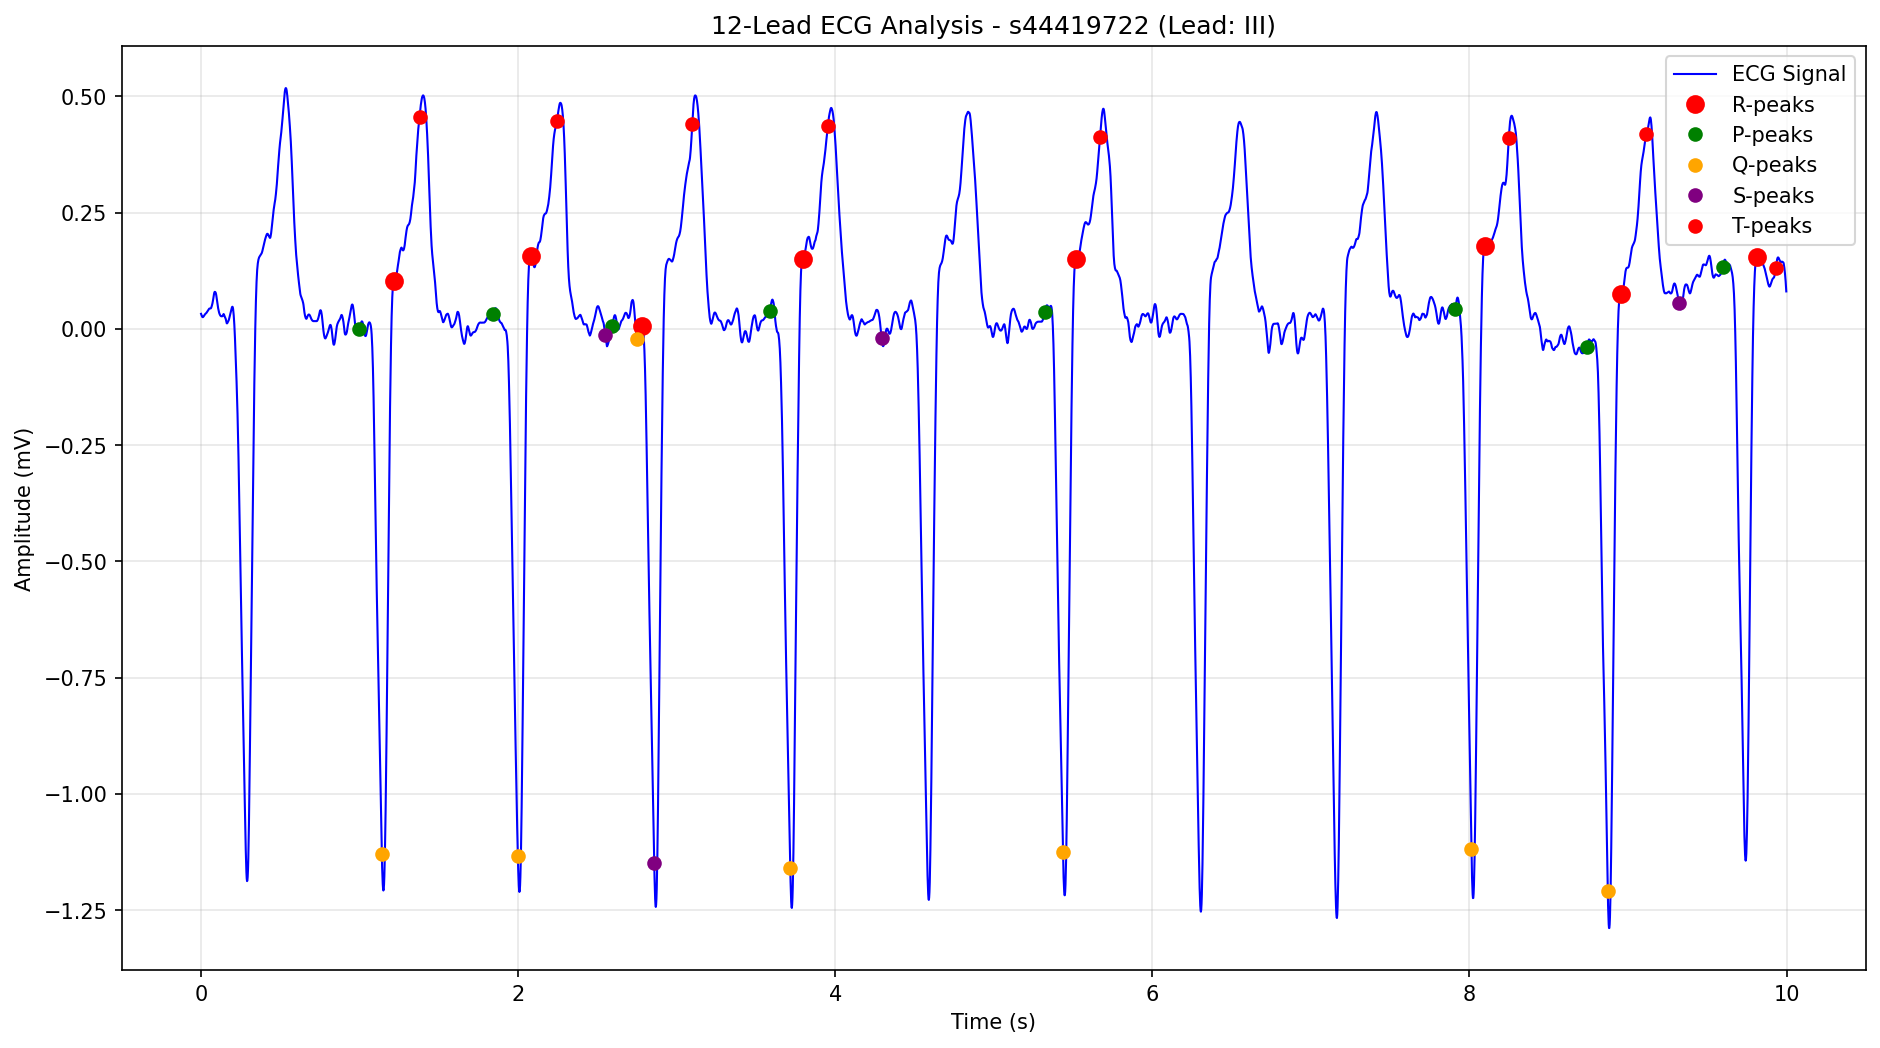 12-Lead ECG Analysis - s44419722 (Lead: III)
ECG Signal
R-peaks
P-peaks
Q-peaks
S-peaks
T-peaks
Amplitude (mV)
0.50
0.25
0.00
−0.25
−0.50
−0.75
−1.00
−1.25
0 2 4 6 8 10
Time (s)